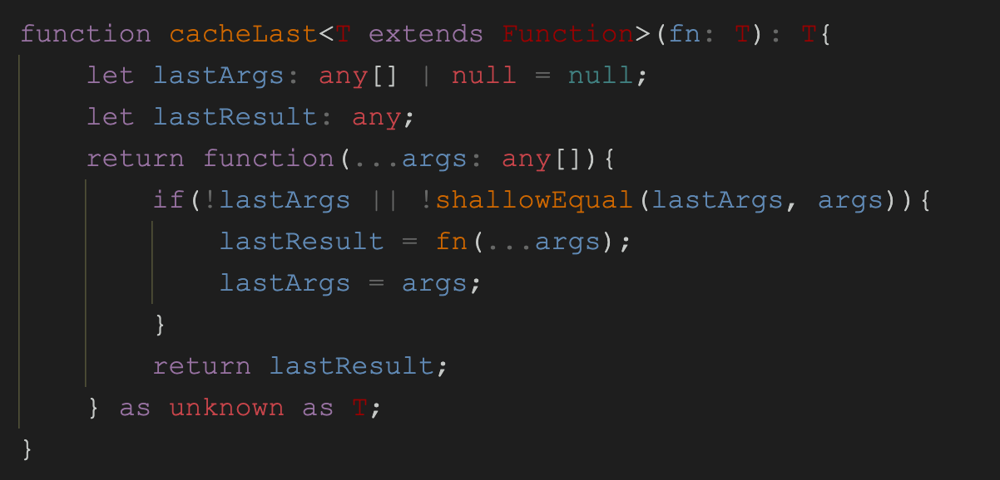 function cacheLast<T extends Function>(fn: T): T{
    let lastArgs: any[] | null = null;
    let lastResult: any;
    return function(...args: any[]){
        if(!lastArgs || !shallowEqual(lastArgs, args)){
            lastResult = fn(...args);
            lastArgs = args;
        }
        return lastResult;
    } as unknown as T;
}